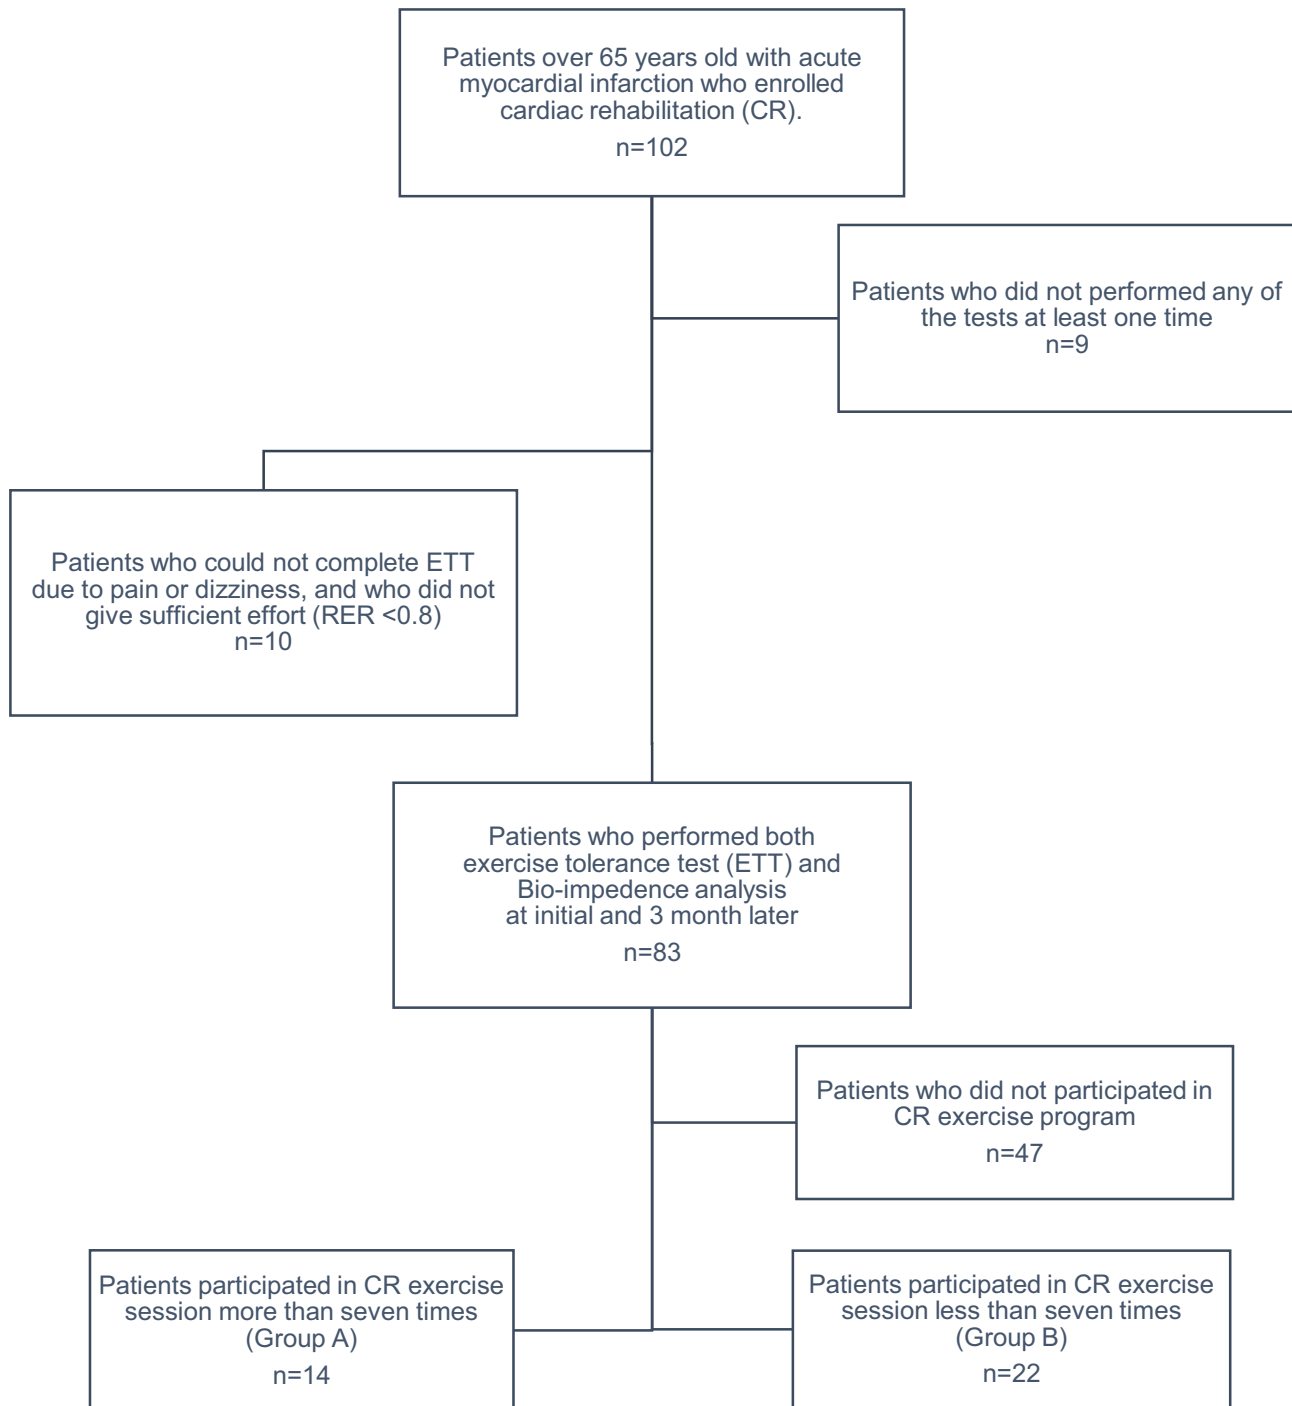 Patients over 65 years old with acute
myocardial infarction who enrolled
cardiac rehabilitation (CR).
n=102
Patients who did not performed any of
the tests at least one time
n=9
Patients who could not complete ETT
due to pain or dizziness, and who did not
give sufficient effort (RER <0.8)
n=10
Patients who performed both
exercise tolerance test (ETT) and
Bio-impedence analysis
at initial and 3 month later
n=83
Patients who did not participated in
CR exercise program
n=47
Patients participated in CR exercise
session more than seven times
(Group A)
n=14
Patients participated in CR exercise
session less than seven times
(Group B)
n=22